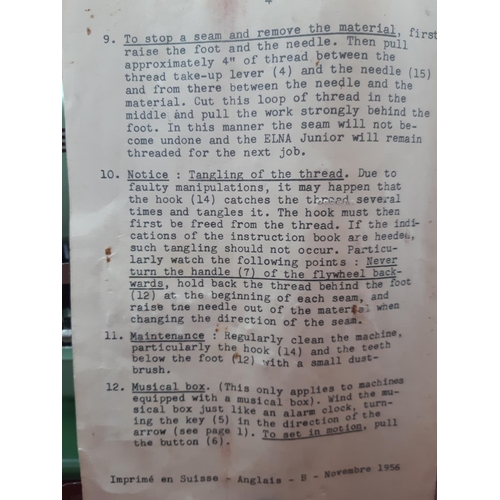 9. To stop a seam and remove the material, first
raise the foot and the needle. Then pull
approximately 4" of thread between the
thread take-up lever (4) and the needle (15)
and from there between the needle and the
material. Cut this loop of thread in the
middle and pull the work strongly behind the
foot. In this manner the seam will not be-
come undone and the ELNA Junior will remain
threaded for the next job.
10. Notice : Tangling of the thread. Due to
faulty manipulations, it may happen that
the hook (14) catches the thread several
times and tangles it. The hook must then
first be freed from the thread. If the indi-
cations of the instruction book are heeded,
such tangling should not occur. Particu-
larly watch the following points : Never
turn the handle (7) of the flywheel back-
wards, hold back the thread behind the foot
(12) at the beginning of each seam, and
raise the needle out of the material when
changing the direction of the seam.
11. Maintenance : Regularly clean the machine,
particularly the hook (14) and the teeth
below the foot (12) with a small dust-
brush.
12. Musical box. (This only applies to machines
equipped with a musical box). Wind the mu-
sical box just like an alarm clock, turn-
ing the key (5) in the direction of the
arrow (see page 1). To set in motion, pull
the button (6).
Imprimé en Suisse - Anglais - B - Novembre 1956